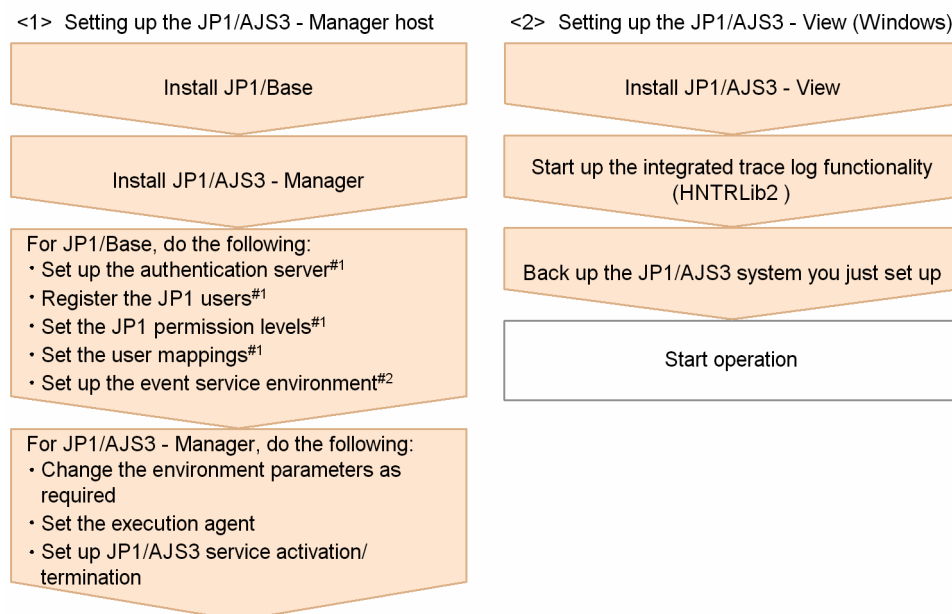 <1> Setting up the JP1/AJS3 - Manager host
Install JP1/Base
Install JP1/AJS3 - Manager
For JP1/Base, do the following:
・Set up the authentication server#1
・Register the JP1 users#1
・Set the JP1 permission levels#1
・Set the user mappings#1
・Set up the event service environment#2
For JP1/AJS3 - Manager, do the following:
・Change the environment parameters as
required
・Set the execution agent
・Set up JP1/AJS3 service activation/
termination
<2> Setting up the JP1/AJS3 - View (Windows)
Install JP1/AJS3 - View
Start up the integrated trace log functionality
(HNTRLib2 )
Back up the JP1/AJS3 system you just set up
Start operation